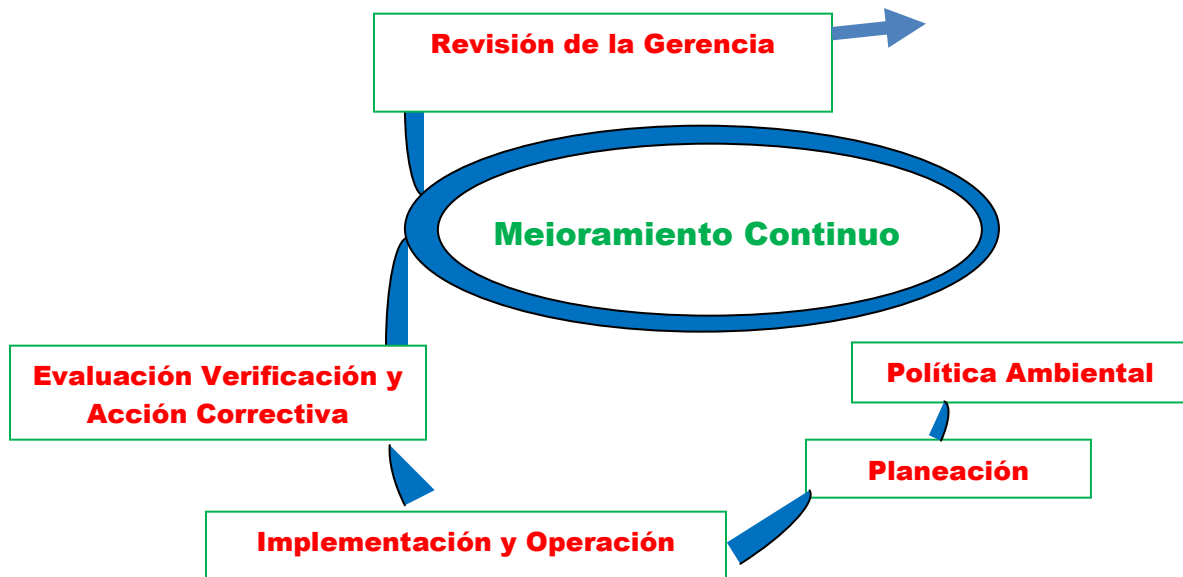 Revisión de la Gerencia
Mejoramiento Continuo
Evaluación Verificación y
Acción Correctiva
Política Ambiental
Planeación
Implementación y Operación